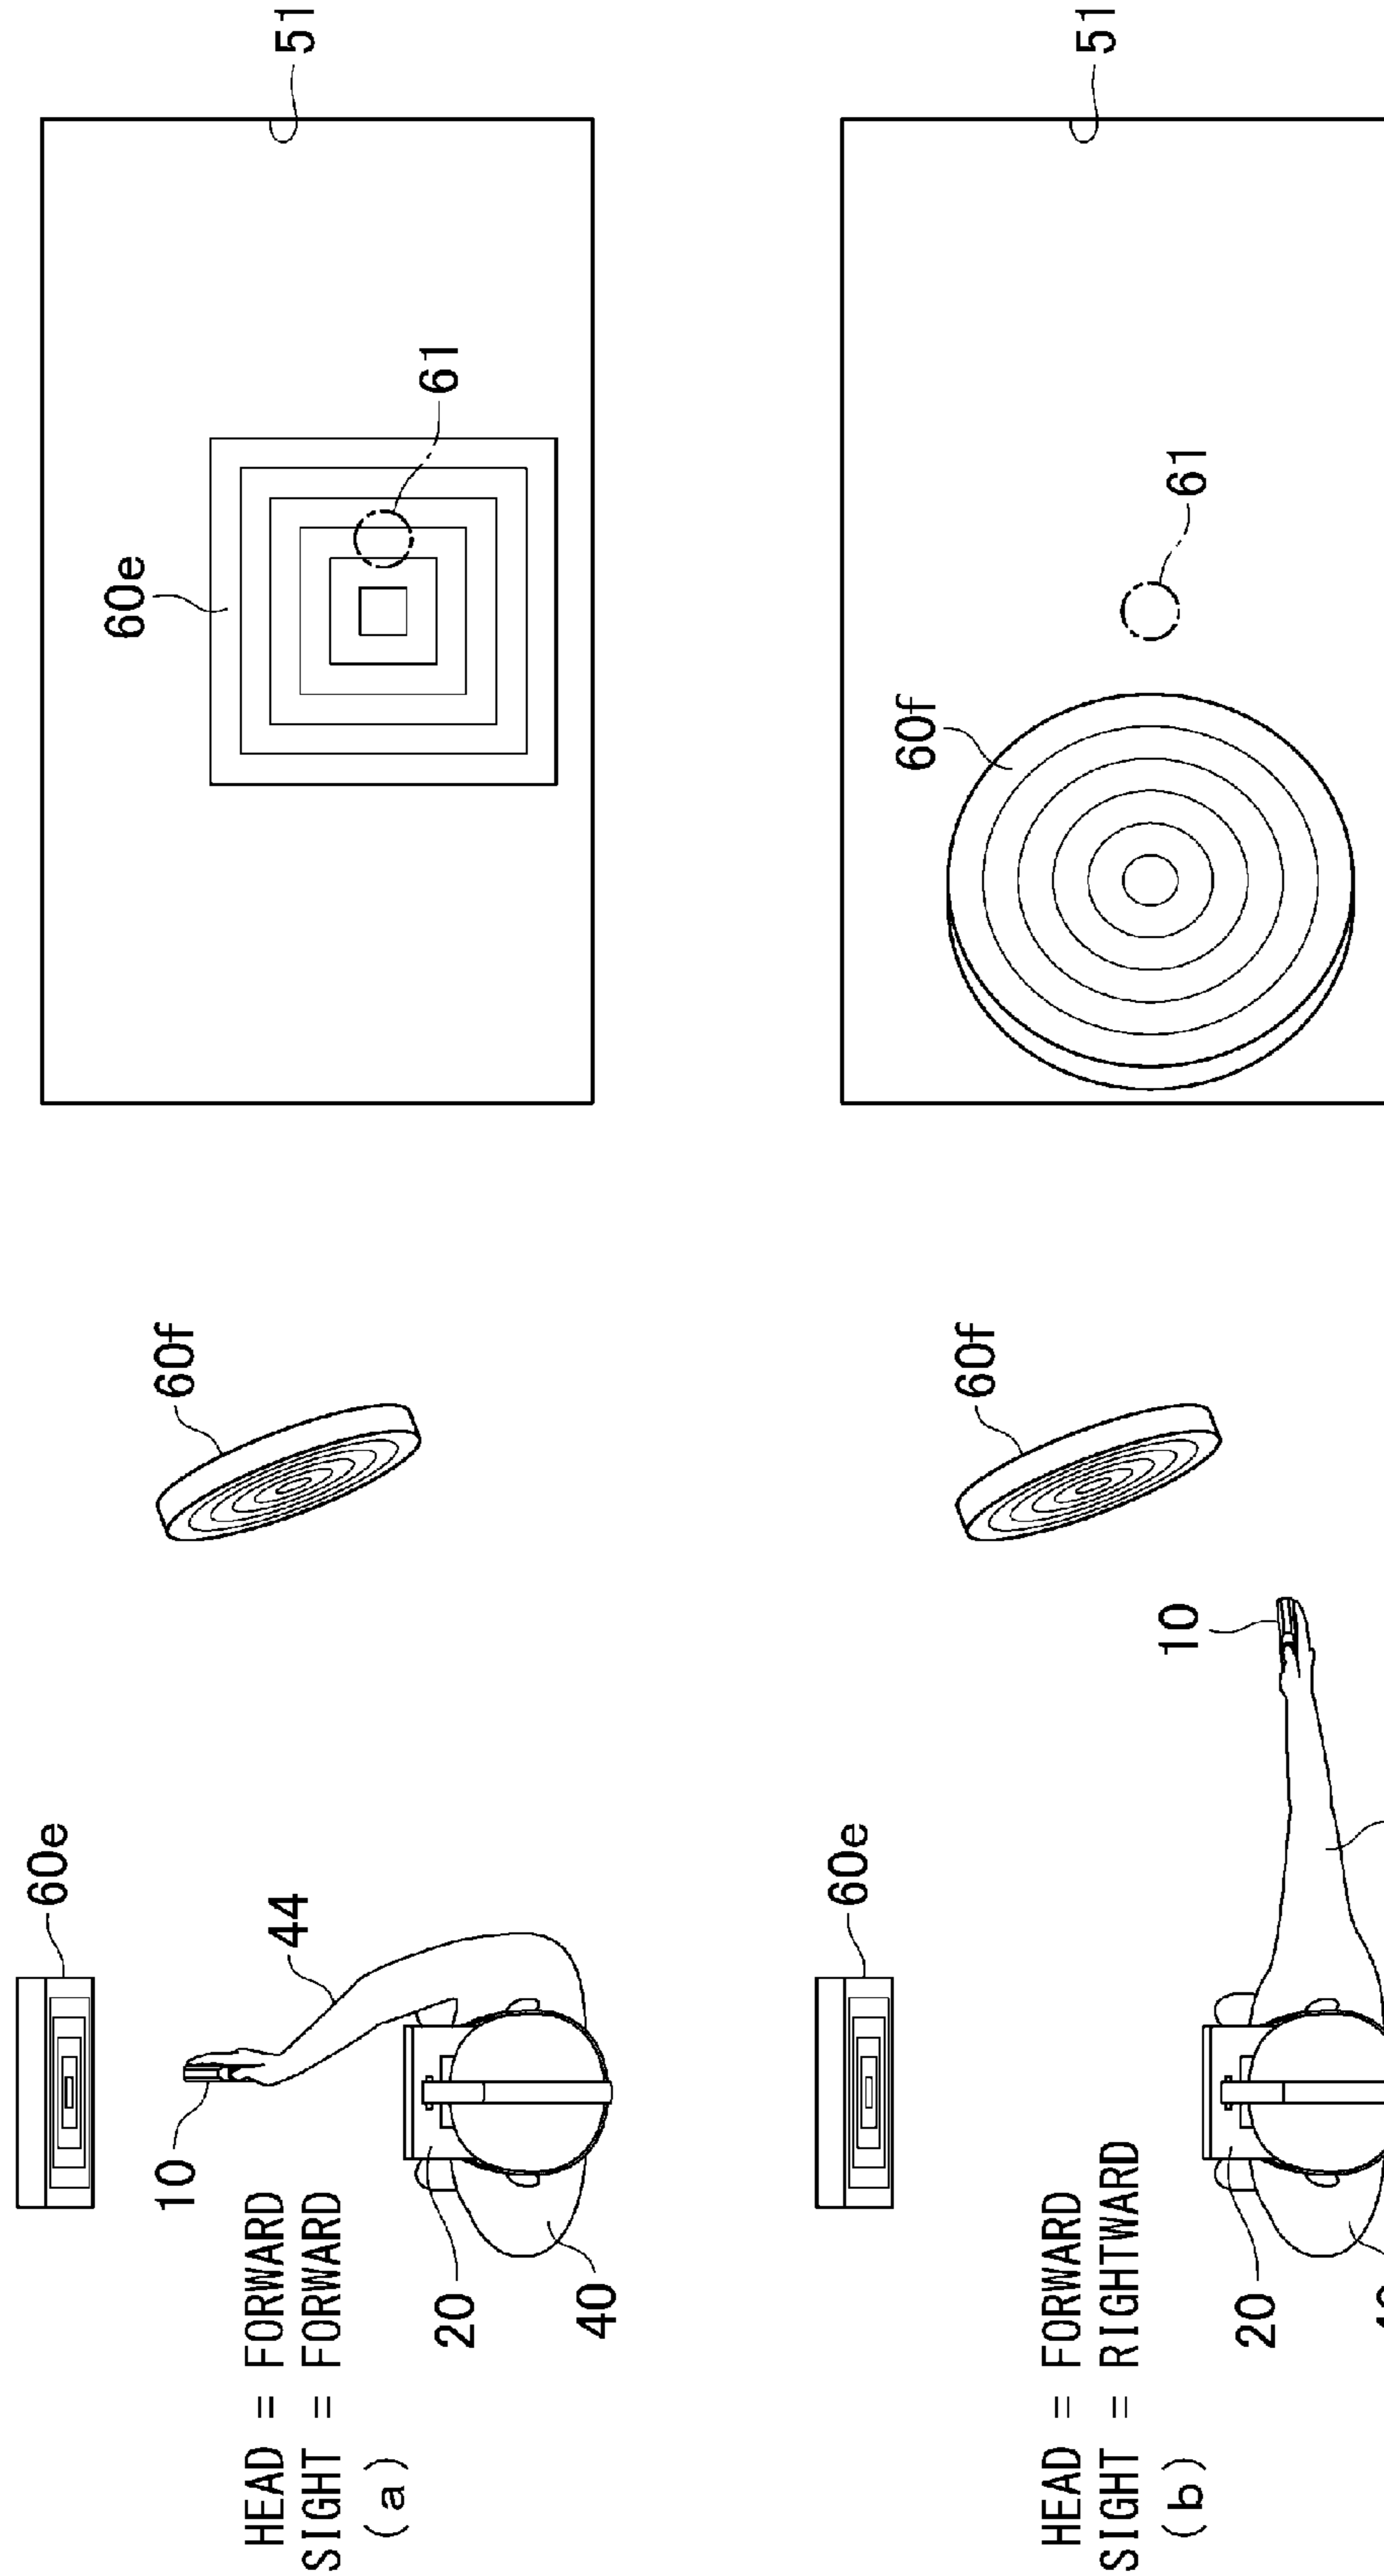 HEAD = FORWARD
SIGHT = FORWARD
(a)
60e
10
44
20
40
60f
60e
61
51
HEAD = FORWARD
SIGHT = RIGHTWARD
(b)
60e
10
20
60f
60f
61
51